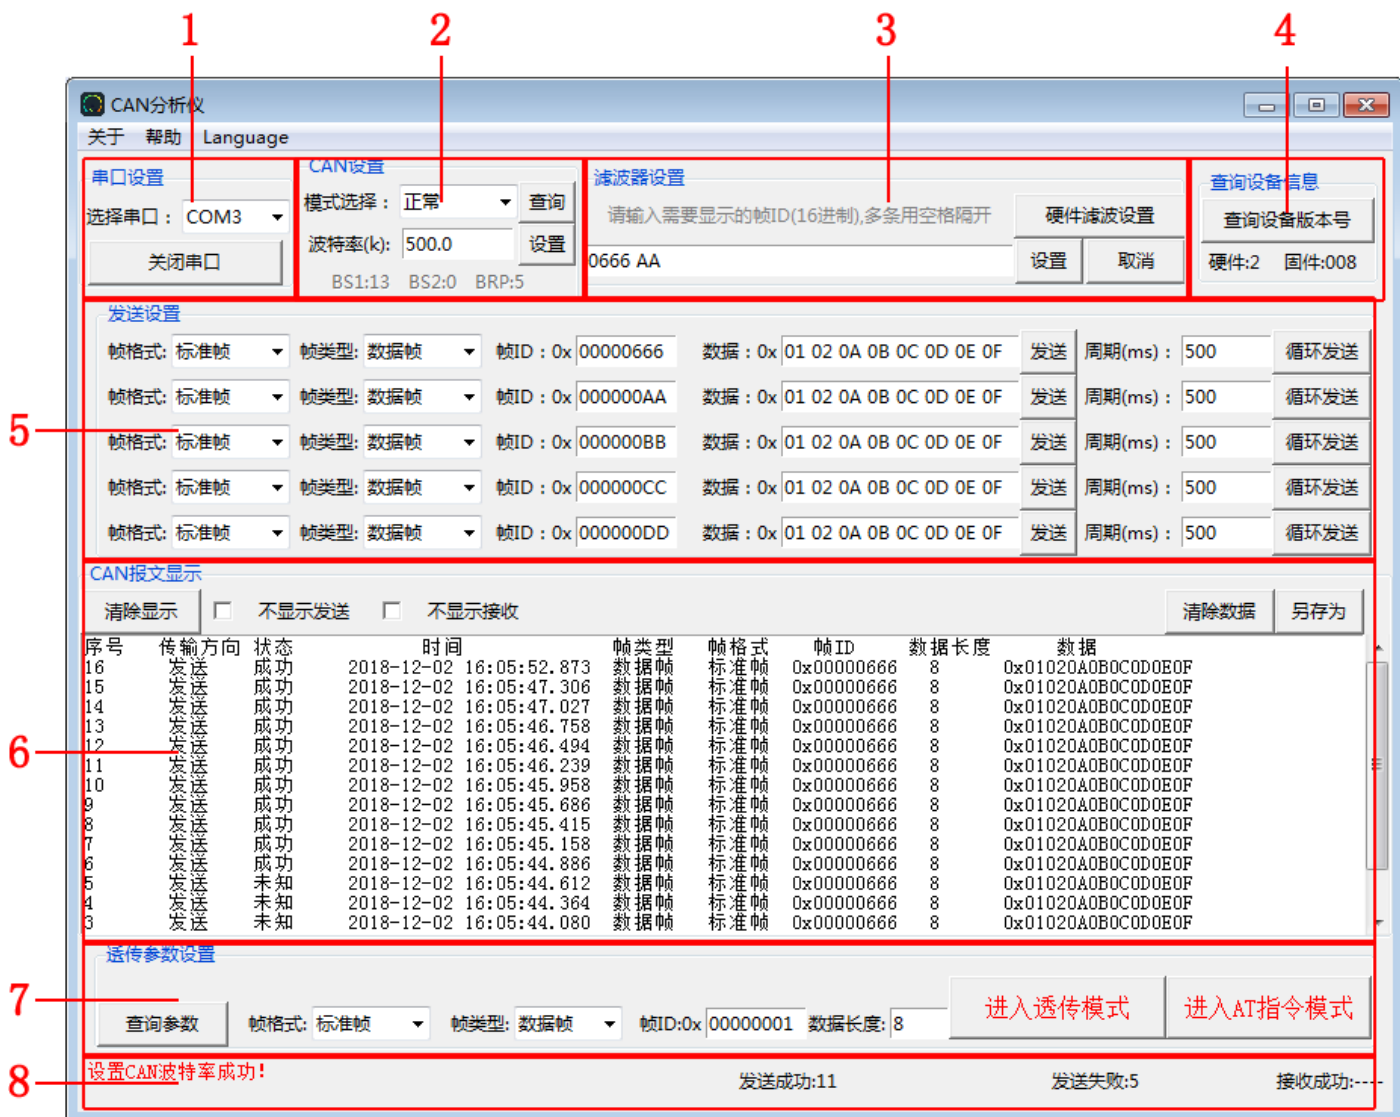 1 2 3 4
CAN分析仪
关于 帮助 Language
串口设置
选择串口： COM3
关闭串口
CAN设置
模式选择： 正常 查询
波特率(k): 500.0 设置
BS1:13 BS2:0 BRP:5
滤波器设置
请输入需要显示的帧ID(16进制),多条用空格隔开 硬件滤波设置
0666 AA 设置 取消
查询设备信息
查询设备版本号
硬件:2 固件:008
发送设置
帧格式: 标准帧 帧类型: 数据帧 帧ID：0x 00000666 数据：0x 01 02 0A 0B 0C 0D 0E 0F 发送 周期(ms)： 500 循环发送
帧格式: 标准帧 帧类型: 数据帧 帧ID：0x 000000AA 数据：0x 01 02 0A 0B 0C 0D 0E 0F 发送 周期(ms)： 500 循环发送
5 帧格式: 标准帧 帧类型: 数据帧 帧ID：0x 000000BB 数据：0x 01 02 0A 0B 0C 0D 0E 0F 发送 周期(ms)： 500 循环发送
帧格式: 标准帧 帧类型: 数据帧 帧ID：0x 000000CC 数据：0x 01 02 0A 0B 0C 0D 0E 0F 发送 周期(ms)： 500 循环发送
帧格式: 标准帧 帧类型: 数据帧 帧ID：0x 000000DD 数据：0x 01 02 0A 0B 0C 0D 0E 0F 发送 周期(ms)： 500 循环发送
CAN报文显示
清除显示 不显示发送 不显示接收 清除数据 另存为
序号 传输方向 状态 时间 帧类型 帧格式 帧ID 数据长度 数据
16 发送 成功 2018-12-02 16:05:52.873 数据帧 标准帧 0x00000666 8 0x01020A0B0C0D0E0F
15 发送 成功 2018-12-02 16:05:47.306 数据帧 标准帧 0x00000666 8 0x01020A0B0C0D0E0F
14 发送 成功 2018-12-02 16:05:47.027 数据帧 标准帧 0x00000666 8 0x01020A0B0C0D0E0F
13 发送 成功 2018-12-02 16:05:46.758 数据帧 标准帧 0x00000666 8 0x01020A0B0C0D0E0F
6 12 发送 成功 2018-12-02 16:05:46.494 数据帧 标准帧 0x00000666 8 0x01020A0B0C0D0E0F
11 发送 成功 2018-12-02 16:05:46.239 数据帧 标准帧 0x00000666 8 0x01020A0B0C0D0E0F
10 发送 成功 2018-12-02 16:05:45.958 数据帧 标准帧 0x00000666 8 0x01020A0B0C0D0E0F
9 发送 成功 2018-12-02 16:05:45.686 数据帧 标准帧 0x00000666 8 0x01020A0B0C0D0E0F
8 发送 成功 2018-12-02 16:05:45.415 数据帧 标准帧 0x00000666 8 0x01020A0B0C0D0E0F
7 发送 成功 2018-12-02 16:05:45.158 数据帧 标准帧 0x00000666 8 0x01020A0B0C0D0E0F
6 发送 成功 2018-12-02 16:05:44.886 数据帧 标准帧 0x00000666 8 0x01020A0B0C0D0E0F
5 发送 未知 2018-12-02 16:05:44.612 数据帧 标准帧 0x00000666 8 0x01020A0B0C0D0E0F
4 发送 未知 2018-12-02 16:05:44.364 数据帧 标准帧 0x00000666 8 0x01020A0B0C0D0E0F
3 发送 未知 2018-12-02 16:05:44.080 数据帧 标准帧 0x00000666 8 0x01020A0B0C0D0E0F
透传参数设置
7 查询参数 帧格式: 标准帧 帧类型: 数据帧 帧ID:0x 00000001 数据长度: 8 进入透传模式 进入AT指令模式
8 设置CAN波特率成功! 发送成功:11 发送失败:5 接收成功:----